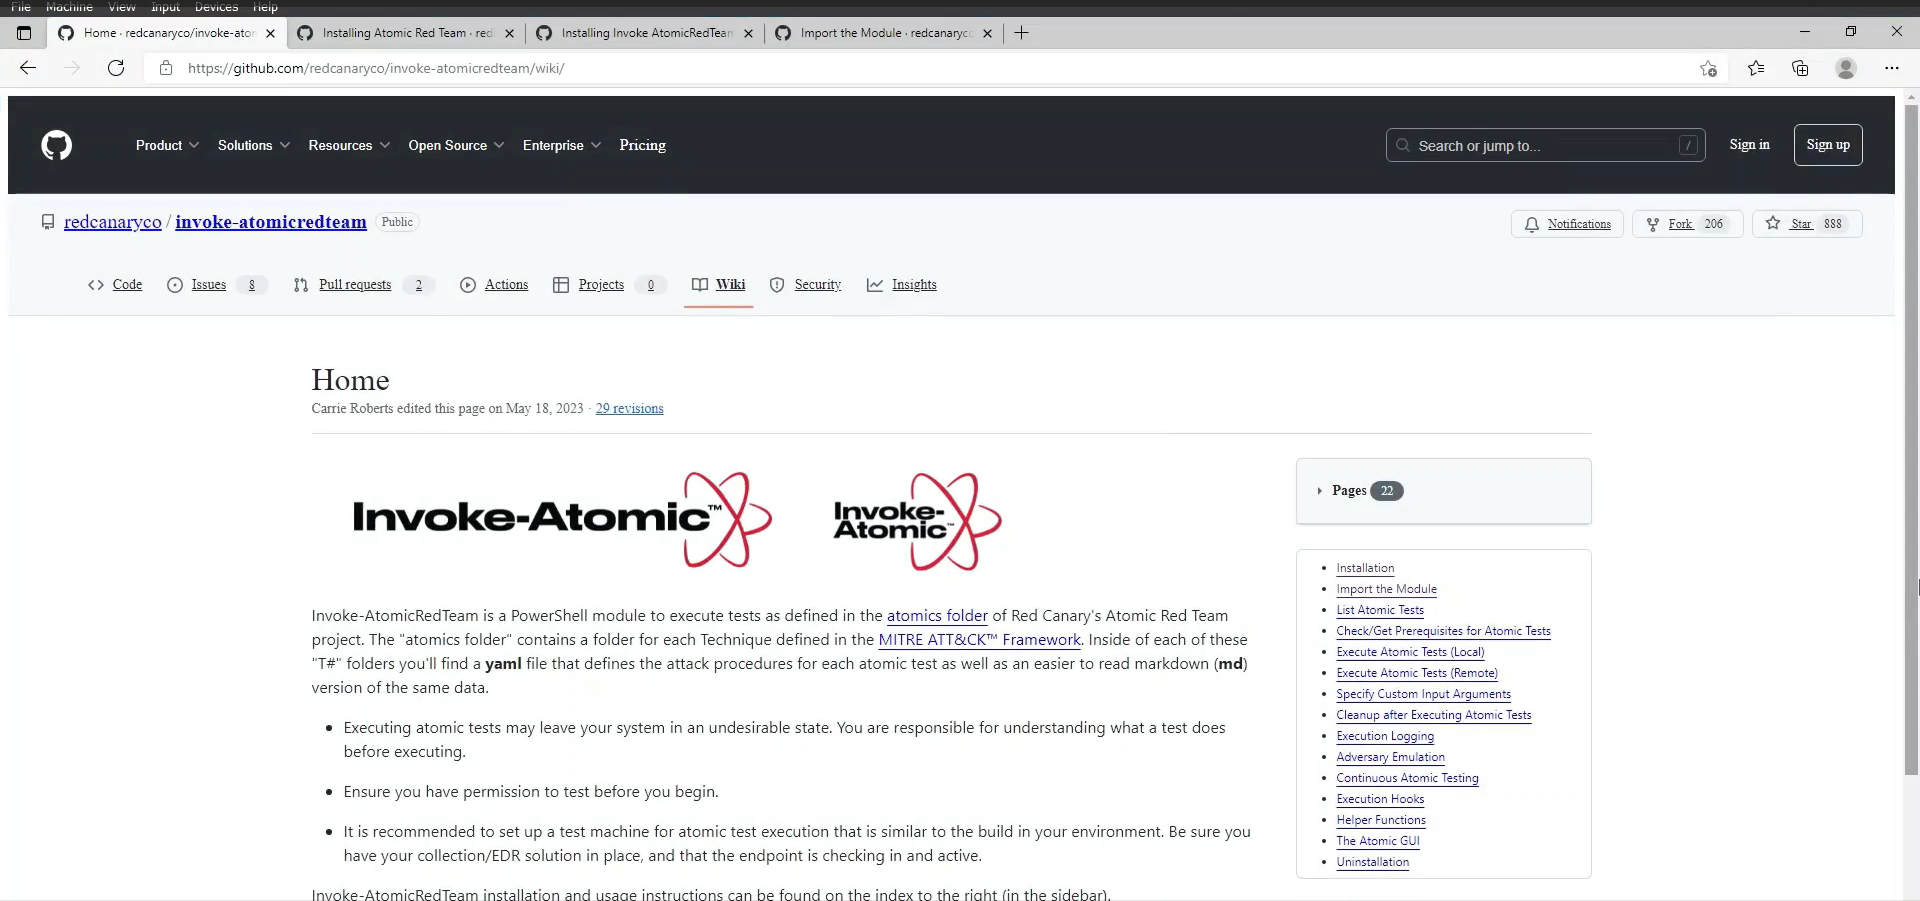 File Machine View Input Devices Help
Home · redcanaryco/invoke-ator
Installing Atomic Red Team · red
Installing Invoke AtomicRedTeam
Import the Module · redcanaryco
https://github.com/redcanaryco/invoke-atomicredteam/wiki/
Product Solutions Resources Open Source Enterprise Pricing
Search or jump to... /
Sign in
Sign up
redcanaryco / invoke-atomicredteam Public
Notifications
Fork 206
Star 888
Code
Issues 8
Pull requests 2
Actions
Projects 0
Wiki
Security
Insights
Home
Carrie Roberts edited this page on May 18, 2023 · 29 revisions
Invoke-Atomic™
Invoke-
Atomic™
Invoke-AtomicRedTeam is a PowerShell module to execute tests as defined in the atomics folder of Red Canary's Atomic Red Team
project. The "atomics folder" contains a folder for each Technique defined in the MITRE ATT&CK™ Framework. Inside of each of these
"T#" folders you'll find a yaml file that defines the attack procedures for each atomic test as well as an easier to read markdown (md)
version of the same data.
• Executing atomic tests may leave your system in an undesirable state. You are responsible for understanding what a test does
before executing.
• Ensure you have permission to test before you begin.
• It is recommended to set up a test machine for atomic test execution that is similar to the build in your environment. Be sure you
have your collection/EDR solution in place, and that the endpoint is checking in and active.
Invoke-AtomicRedTeam installation and usage instructions can be found on the index to the right (in the sidebar).
Pages 22
• Installation
• Import the Module
• List Atomic Tests
• Check/Get Prerequisites for Atomic Tests
• Execute Atomic Tests (Local)
• Execute Atomic Tests (Remote)
• Specify Custom Input Arguments
• Cleanup after Executing Atomic Tests
• Execution Logging
• Adversary Emulation
• Continuous Atomic Testing
• Execution Hooks
• Helper Functions
• The Atomic GUI
• Uninstallation